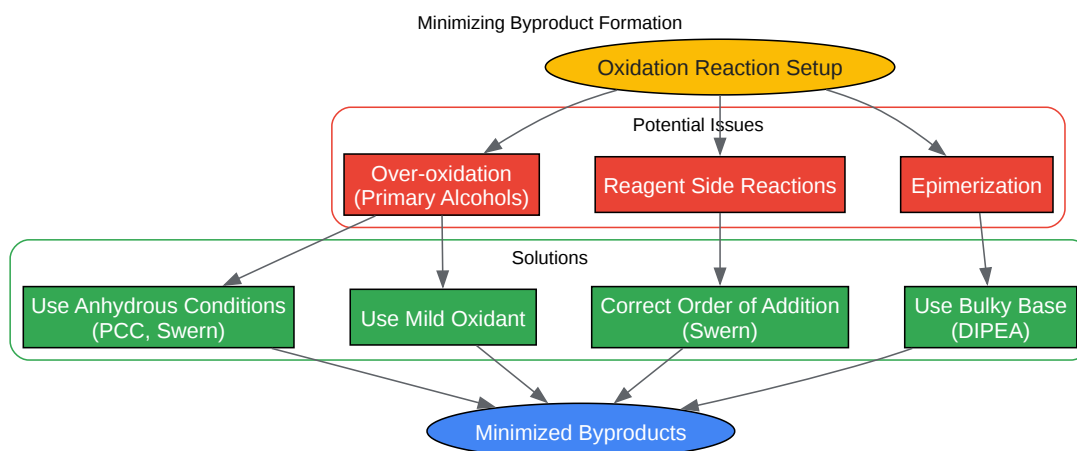 Minimizing Byproduct Formation
Oxidation Reaction Setup
Potential Issues
Over-oxidation
(Primary Alcohols)
Reagent Side Reactions
Epimerization
Solutions
Use Anhydrous Conditions
(PCC, Swern)
Use Mild Oxidant
Correct Order of Addition
(Swern)
Use Bulky Base
(DIPEA)
Minimized Byproducts